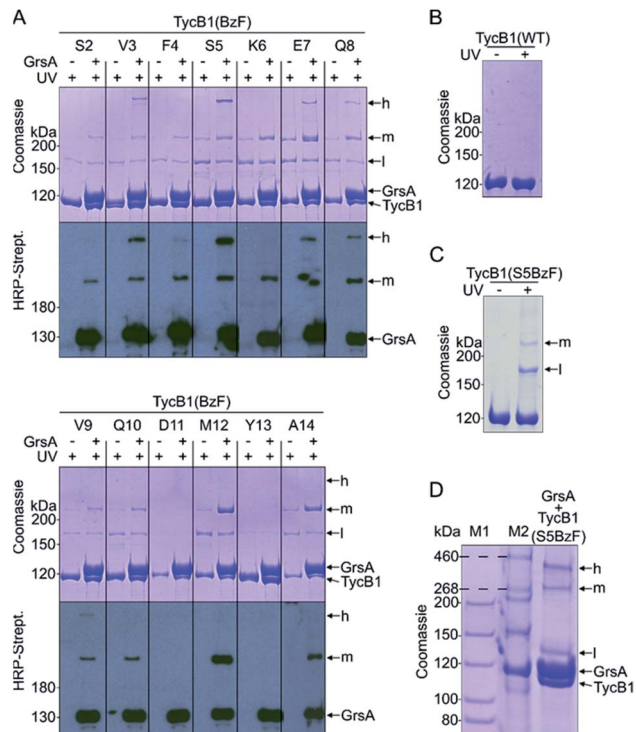 A
TycB1(BzF)
S2 V3 F4 S5 K6 E7 Q8
GrsA - + - + - + - + - + - + - +
UV + + + + + + + + + + + + + +
Coomassie
kDa
200
150
120
h
m
l
GrsA
TycB1
HRP-Strept.
180
130
h
m
GrsA
TycB1(BzF)
V9 Q10 D11 M12 Y13 A14
GrsA - + - + - + - + - + - +
UV + + + + + + + + + + + +
Coomassie
kDa
200
150
120
h
m
l
GrsA
TycB1
HRP-Strept.
180
130
h
m
GrsA
B
TycB1(WT)
UV - +
Coomassie
kDa
200
150
120
C
TycB1(S5BzF)
UV - +
Coomassie
kDa
200
150
120
m
l
D
GrsA
+
TycB1
(S5BzF)
kDa M1 M2
Coomassie
460
268
200
150
120
100
80
h
m
l
GrsA
TycB1